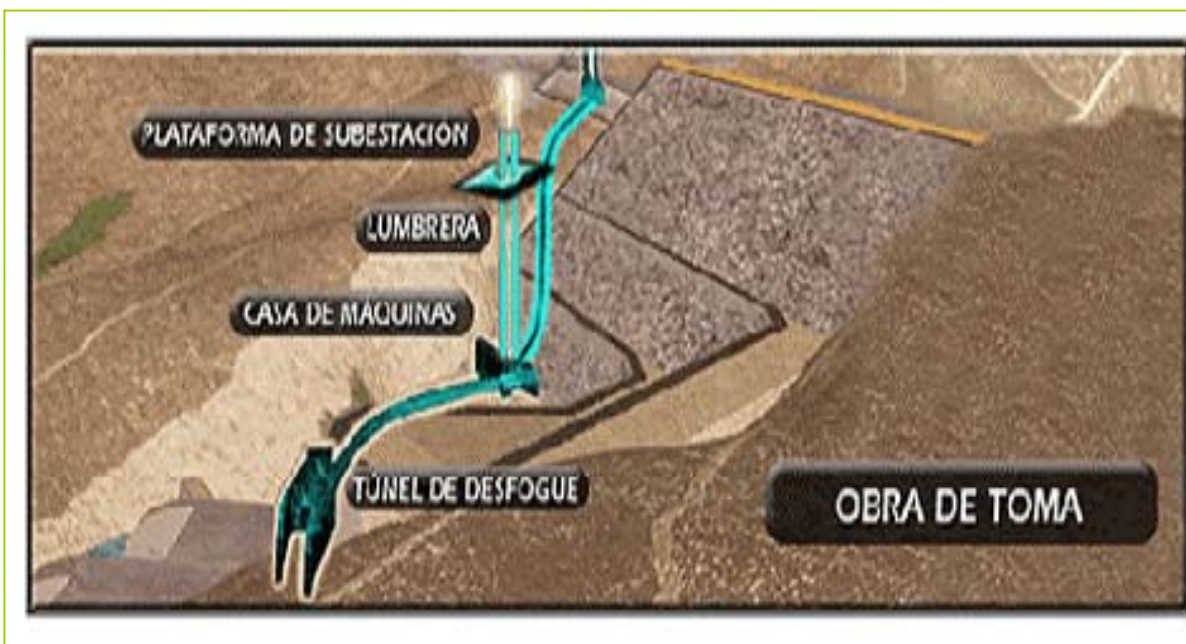 PLATAFORMA DE SUBESTACIÓN
LUMBRERA
CASA DE MÁQUINAS
TÚNEL DE DESFOGUE
OBRA DE TOMA